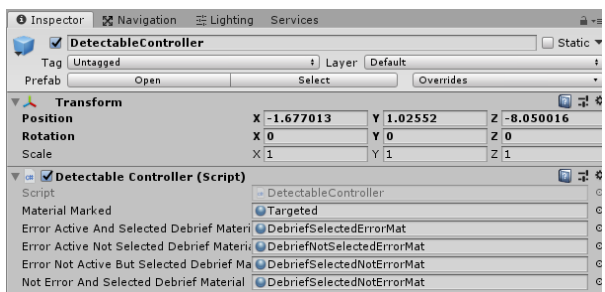 Inspector Navigation Lighting Services
DetectableController Static
Tag Untagged Layer Default
Prefab Open Select Overrides
Transform
Position X -1.677013 Y 1.02552 Z -8.050016
Rotation X 0 Y 0 Z 0
Scale X 1 Y 1 Z 1
Detectable Controller (Script)
Script DetectableController
Material Marked Targeted
Error Active And Selected Debrief Materi DebriefSelectedErrorMat
Error Active Not Selected Debrief Materi DebriefNotSelectedErrorMat
Error Not Active But Selected Debrief Ma DebriefSelectedNotErrorMat
Not Error And Selected Debrief Material DebriefSelectedNotErrorMat